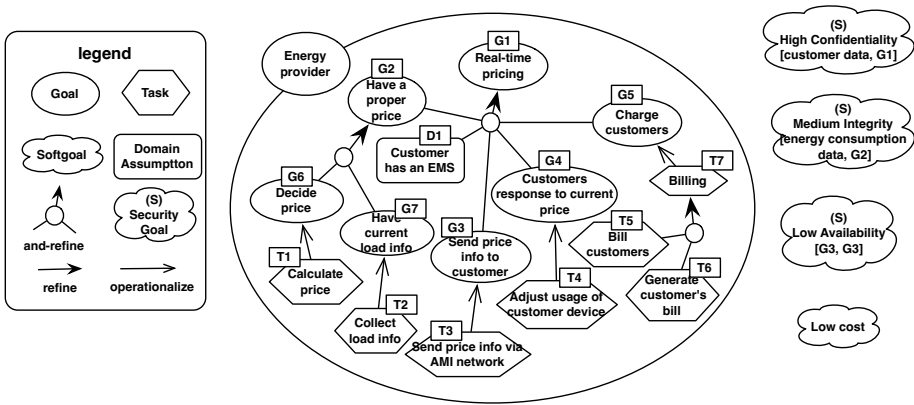 legend
Goal
Task
Softgoal
Domain
Assumptton
(S)
Security
Goal
and-refine
refine
operationalize
Energy
provider
G1
Real-time
pricing
G2
Have a
proper
price
D1
Customer
has an EMS
G5
Charge
customers
G4
Customers
response to current
price
T7
Billing
G6
Decide
price
G7
Have
current
load info
G3
Send price
info to
customer
T5
Bill
customers
T6
Generate
customer's
bill
T1
Calculate
price
T2
Collect
load info
T3
Send price info via
AMI network
T4
Adjust usage of
customer device
(S)
High Confidentiality
[customer data, G1]
(S)
Medium Integrity
[energy consumption
data, G2]
(S)
Low Availability
[G3, G3]
Low cost